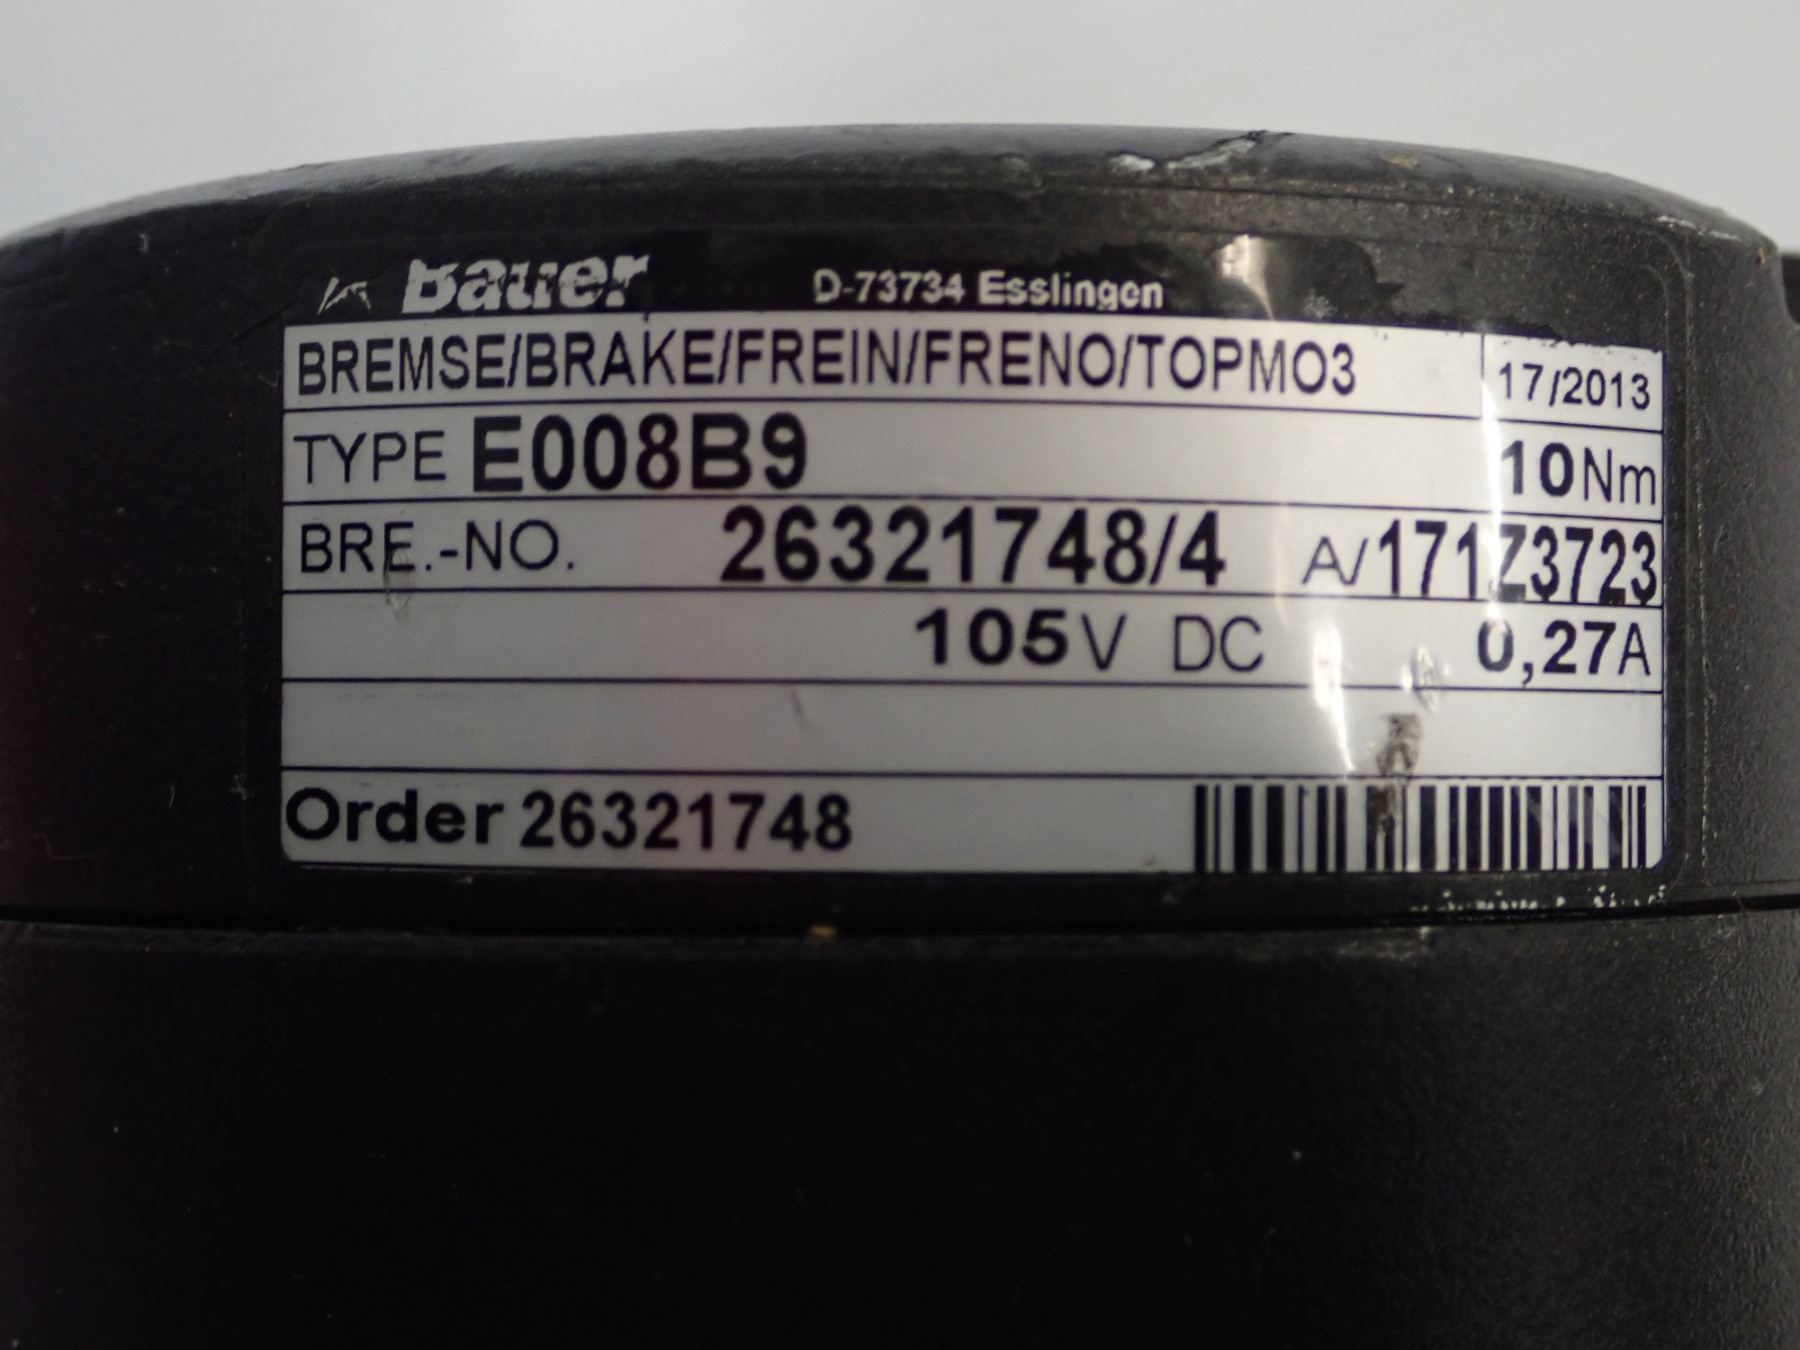 Bauer D-73734 Esslingen
BREMSE/BRAKE/FREIN/FRENO/TOPMO3 17/2013
TYPE E008B9 10Nm
BRE.-NO. 26321748/4 A/171Z3723
105V DC 0,27A
Order 26321748